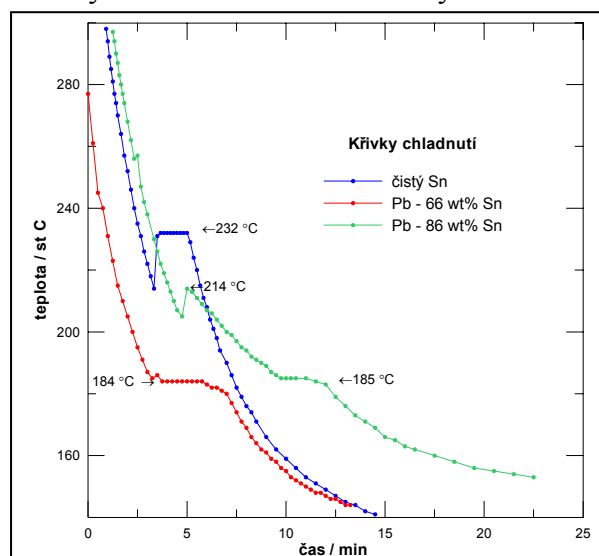 280
240
200
160
0
5
10
15
20
25
teplota / st C
čas / min
Křivky chladnutí
čistý Sn
Pb - 66 wt% Sn
Pb - 86 wt% Sn
←232 °C
←214 °C
184 °C →
←185 °C